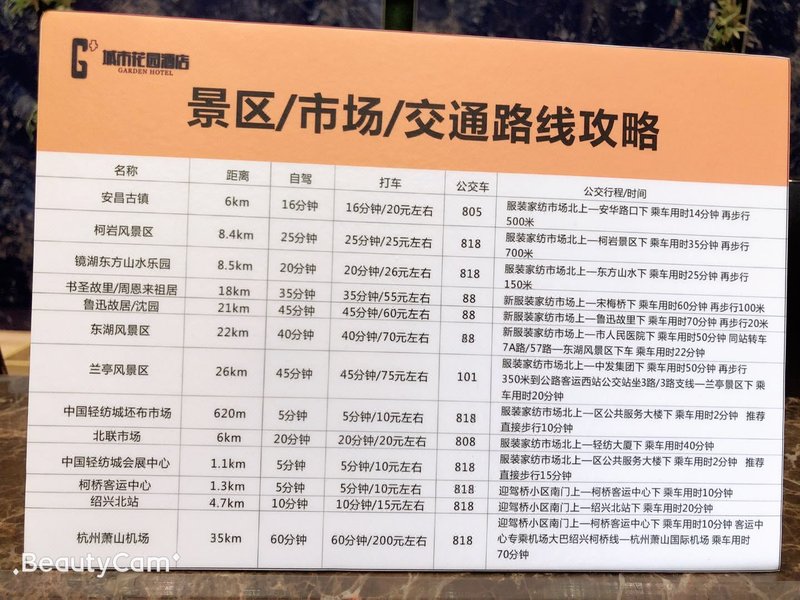 G
城市花园酒店
GARDEN HOTEL
景区/市场/交通路线攻略
名称 距离 自驾 打车 公交车 公交行程/时间
安昌古镇 6km 16分钟 16分钟/20元左右 805 服装家纺市场北上—安华路口下 乘车用时14分钟 再步行
500米
柯岩风景区 8.4km 25分钟 25分钟/25元左右 818 服装家纺市场北上—柯岩景区下 乘车用时35分钟 再步行
700米
镜湖东方山水乐园 8.5km 20分钟 20分钟/26元左右 818 服装家纺市场北上—东方山水下 乘车用时25分钟 再步行
150米
书圣故里/周恩来祖居 18km 35分钟 35分钟/55元左右 88 新服装家纺市场上—宋梅桥下 乘车用时60分钟 再步行100米
鲁迅故居/沈园 21km 45分钟 45分钟/60元左右 88 新服装家纺市场上—鲁迅故里下 乘车用时70分钟 再步行20米
东湖风景区 22km 40分钟 40分钟/70元左右 88 新服装家纺市场上—市人民医院下 乘车用时50分钟 同站转车
7A路/57路—东湖风景区下车 乘车用时22分钟
兰亭风景区 26km 45分钟 45分钟/75元左右 101 服装家纺市场北上—中发集团下 乘车用时50分钟 再步行
350米到公路客运西站公交站坐3路/3路支线—兰亭景区下 乘
车用时20分钟
中国轻纺城坯布市场 620m 5分钟 5分钟/10元左右 818 服装家纺市场北上—区公共服务大楼下 乘车用时2分钟 推荐
直接步行10分钟
北联市场 6km 20分钟 20分钟/20元左右 808 服装家纺市场北上—轻纺大厦下 乘车用时40分钟
中国轻纺城会展中心 1.1km 5分钟 5分钟/10元左右 818 服装家纺市场北上—区公共服务大楼下 乘车用时2分钟 推荐
直接步行15分钟
柯桥客运中心 1.3km 5分钟 5分钟/10元左右 818 迎驾桥小区南门上—柯桥客运中心下 乘车用时10分钟
绍兴北站 4.7km 10分钟 10分钟/15元左右 818 迎驾桥小区南门上—绍兴北站下 乘车用时20分钟
杭州萧山机场 35km 60分钟 60分钟/200元左右 818 迎驾桥小区南门上—柯桥客运中心下 乘车用时10分钟 客运中
心专乘机场大巴绍兴柯桥线—杭州萧山国际机场 乘车用时
70分钟
BeautyCam